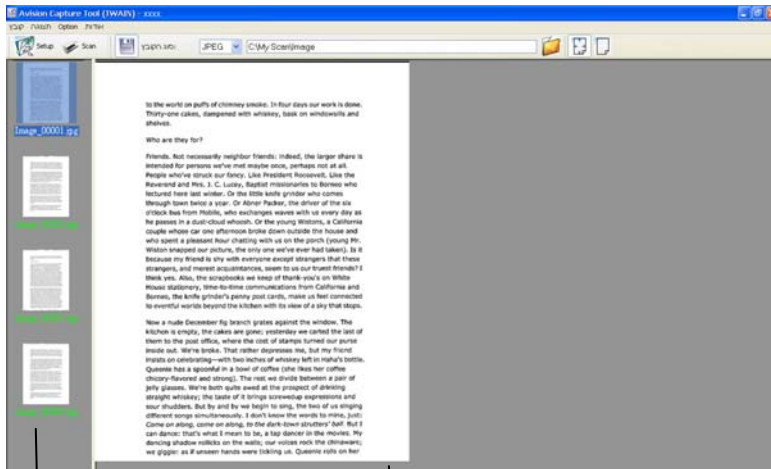 Avision Capture Tool (TWAIN) - xxxx
קובץ תמונה Option אודות
Setup Scan סוג הקובץ JPEG C:\My Scan\Image
Image_00001.jpg
to the world on puffs of chimney smoke. In four days our work is done.
Thirty-one cakes, dampened with whiskey, bask on windowsills and
shelves.
Who are they for?
Friends. Not necessarily neighbor friends: indeed, the larger share is
intended for persons we've met maybe once, perhaps not at all.
People who've struck our fancy. Like President Roosevelt. Like the
Reverend and Mrs. J. C. Lucey, Baptist missionaries to Borneo who
lectured here last winter. Or the little knife grinder who comes
through town twice a year. Or Abner Packer, the driver of the six
o'clock bus from Mobile, who exchanges waves with us every day as
he passes in a dust-cloud whoosh. Or the young Wistons, a California
couple whose car one afternoon broke down outside the house and
who spent a pleasant hour chatting with us on the porch (young Mr.
Wiston snapped our picture, the only one we've ever had taken). Is it
because my friend is shy with everyone except strangers that these
strangers, and merest acquaintances, seem to us our truest friends? I
think yes. Also, the scrapbooks we keep of thank-you's on White
House stationery, time-to-time communications from California and
Borneo, the knife grinder's penny post cards, make us feel connected
to eventful worlds beyond the kitchen with its view of a sky that stops.
Now a nude December fig branch grates against the window. The
kitchen is empty, the cakes are gone; yesterday we carted the last of
them to the post office, where the cost of stamps turned our purse
inside out. We're broke. That rather depresses me, but my friend
insists on celebrating—with two inches of whiskey left in Haha's bottle.
Queenie has a spoonful in a bowl of coffee (she likes her coffee
chicory-flavored and strong). The rest we divide between a pair of
jelly glasses. We're both quite awed at the prospect of drinking
straight whiskey; the taste of it brings screwedup expressions and
sour shudders. But by and by we begin to sing, the two of us singing
different songs simultaneously. I don't know the words to mine, just:
Come on along, come on along, to the dark-town strutters' ball. But I
can dance: that's what I mean to be, a tap dancer in the movies. My
dancing shadow rollicks on the walls; our voices rock the chinaware;
we giggle: as if unseen hands were tickling us. Queenie rolls on her